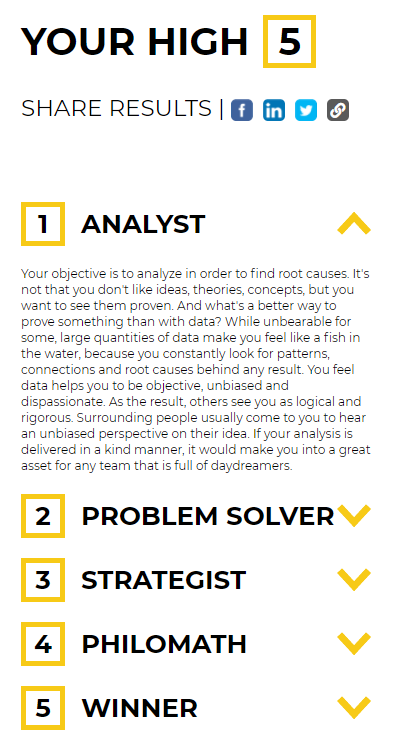 YOUR HIGH 5
SHARE RESULTS |
1 ANALYST
Your objective is to analyze in order to find root causes. It's
not that you don't like ideas, theories, concepts, but you
want to see them proven. And what's a better way to
prove something than with data? While unbearable for
some, large quantities of data make you feel like a fish in
the water, because you constantly look for patterns,
connections and root causes behind any result. You feel
data helps you to be objective, unbiased and
dispassionate. As the result, others see you as logical and
rigorous. Surrounding people usually come to you to hear
an unbiased perspective on their idea. If your analysis is
delivered in a kind manner, it would make you into a great
asset for any team that is full of daydreamers.
2 PROBLEM SOLVER
3 STRATEGIST
4 PHILOMATH
5 WINNER